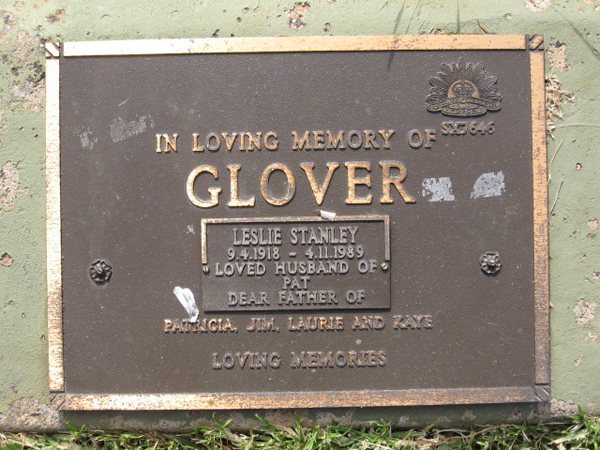 SX7646
IN LOVING MEMORY OF
GLOVER
LESLIE STANLEY
9.4.1918 - 4.11.1989
LOVED HUSBAND OF
PAT
DEAR FATHER OF
PATRICIA, JIM, LAURIE AND KAYE
LOVING MEMORIES